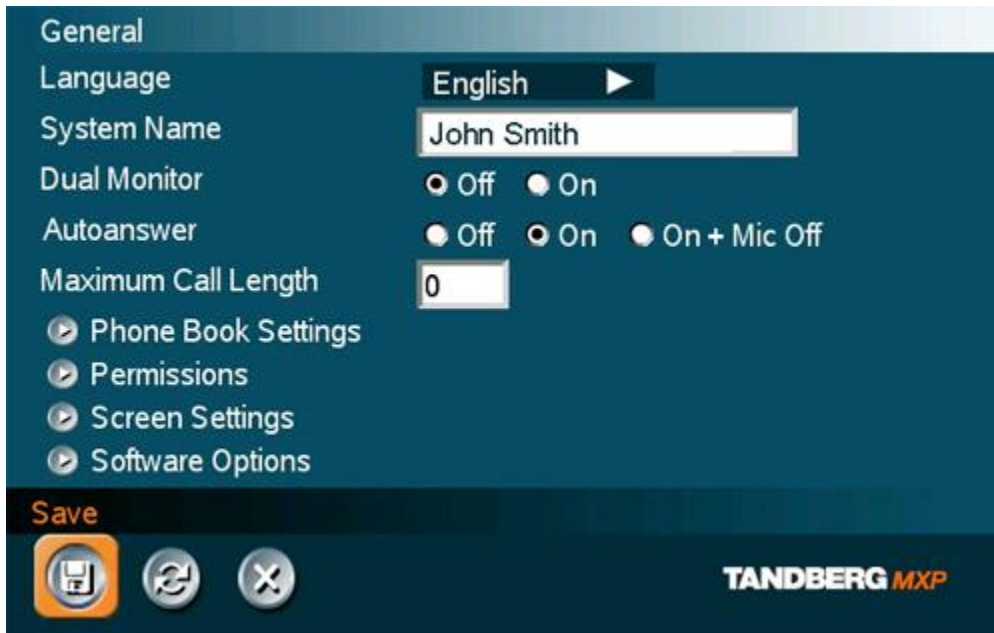 General
Language English
System Name John Smith
Dual Monitor Off On
Autoanswer Off On On + Mic Off
Maximum Call Length 0
Phone Book Settings
Permissions
Screen Settings
Software Options
Save
TANDBERG MXP